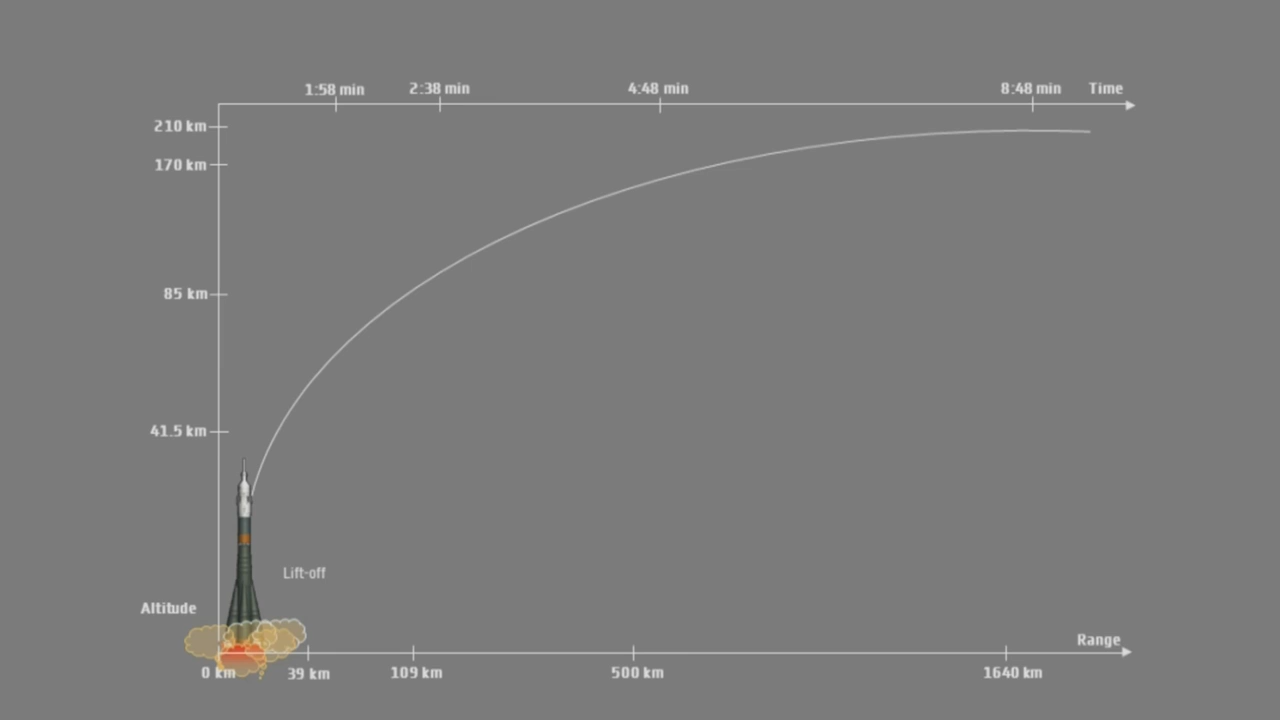 1:58 min 2:38 min 4:48 min 8:48 min Time
210 km
170 km
85 km
41.5 km
Lift-off
Altitude
Range
0 km 39 km 109 km 500 km 1640 km